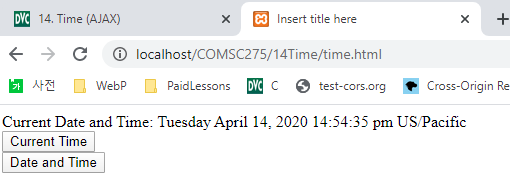 DVC 14. Time (AJAX)
Insert title here
localhost/COMSC275/14Time/time.html
사전 WebP PaidLessons DVC C test-cors.org Cross-Origin Re
Current Date and Time: Tuesday April 14, 2020 14:54:35 pm US/Pacific
Current Time
Date and Time